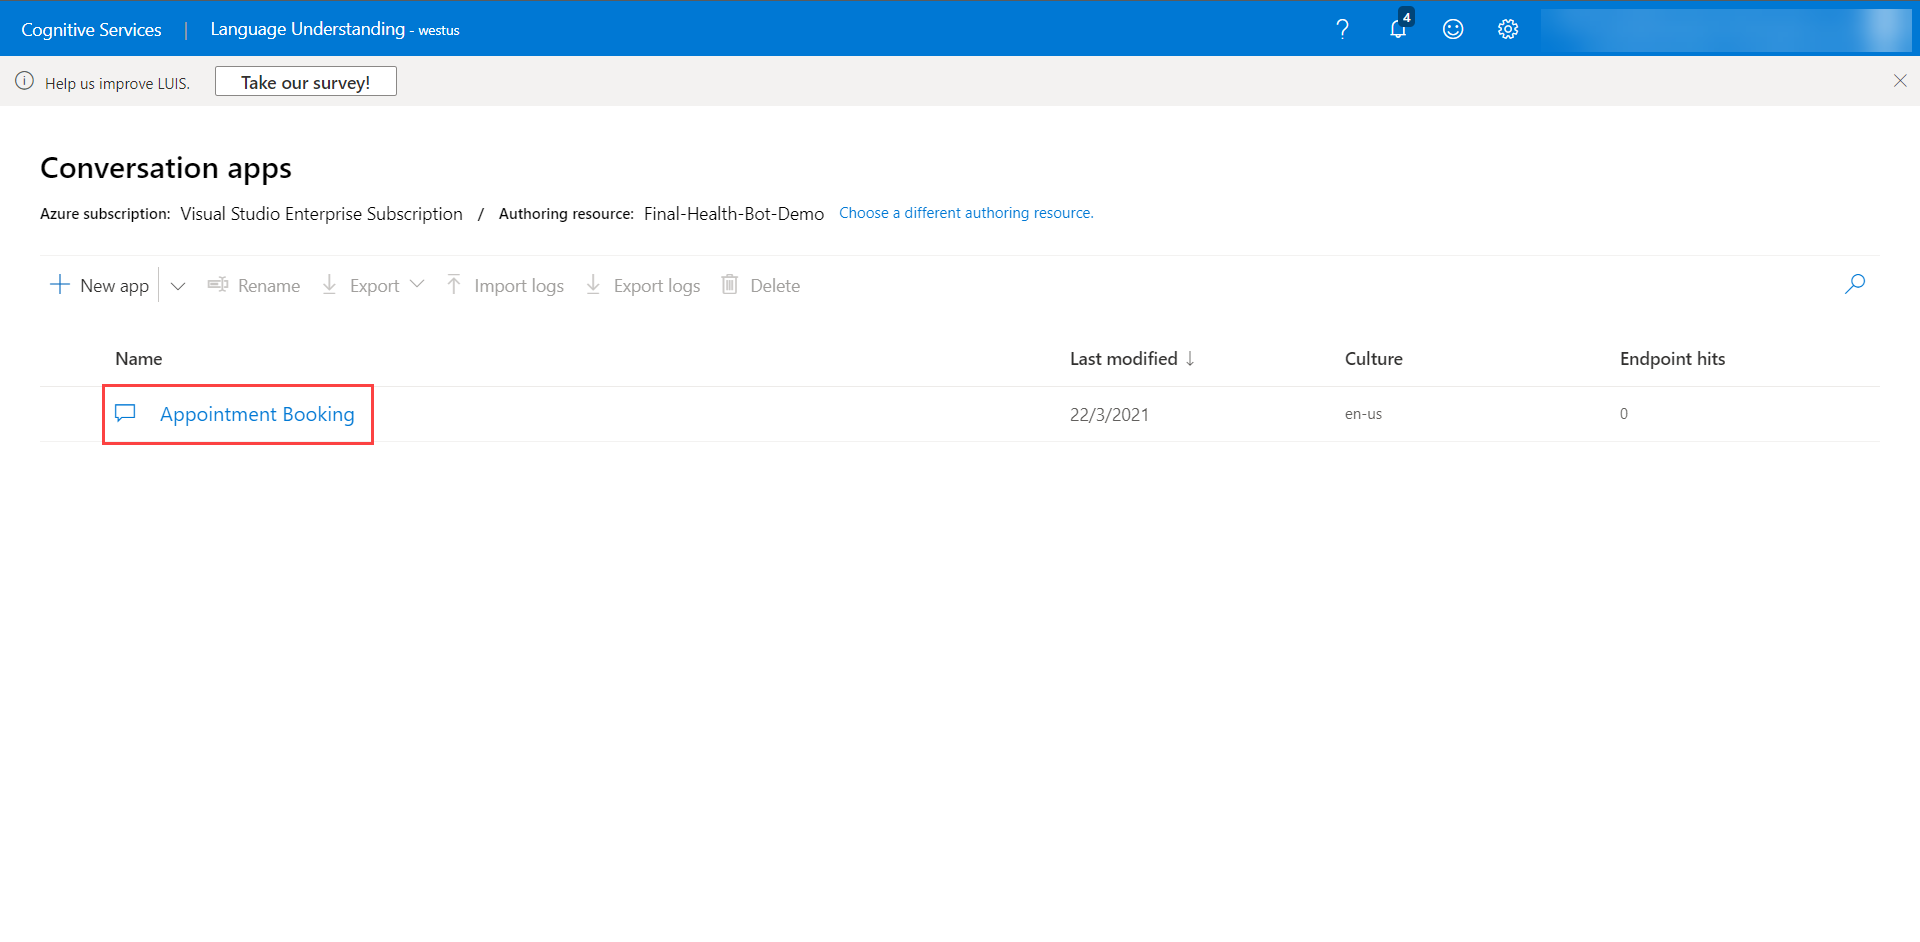 Cognitive Services | Language Understanding - westus 4
Help us improve LUIS. Take our survey!
Conversation apps
Azure subscription: Visual Studio Enterprise Subscription / Authoring resource: Final-Health-Bot-Demo Choose a different authoring resource.
New app Rename Export Import logs Export logs Delete
Name Last modified ↓ Culture Endpoint hits
Appointment Booking 22/3/2021 en-us 0